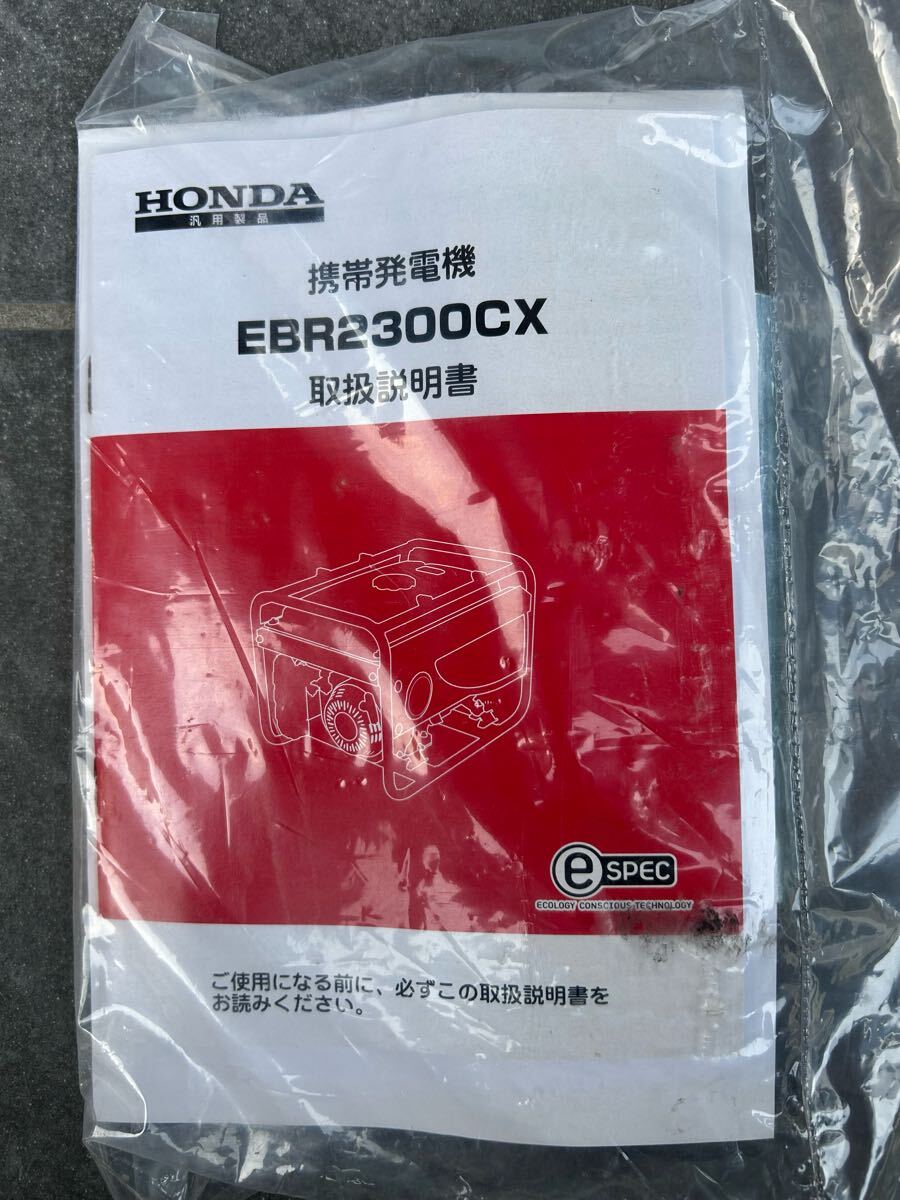 HONDA
汎用製品
携帯発電機
EBR2300CX
取扱説明書
e SPEC
ECOLOGY CONSCIOUS TECHNOLOGY
ご使用になる前に、必ずこの取扱説明書を
お読みください。